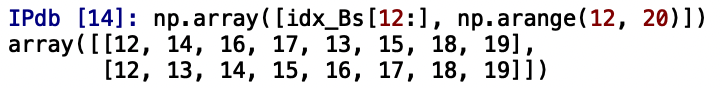 IPdb [14]: np.array([idx_Bs[12:], np.arange(12, 20)])
array([[12, 14, 16, 17, 13, 15, 18, 19],
       [12, 13, 14, 15, 16, 17, 18, 19]])